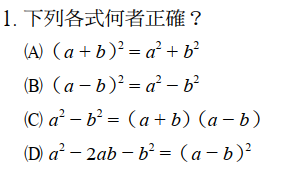 1. 下列各式何者正確？
(A) ( a + b )² = a² + b²
(B) ( a − b )² = a² − b²
(C) a² − b² = ( a + b ) ( a − b )
(D) a² − 2ab − b² = ( a − b )²